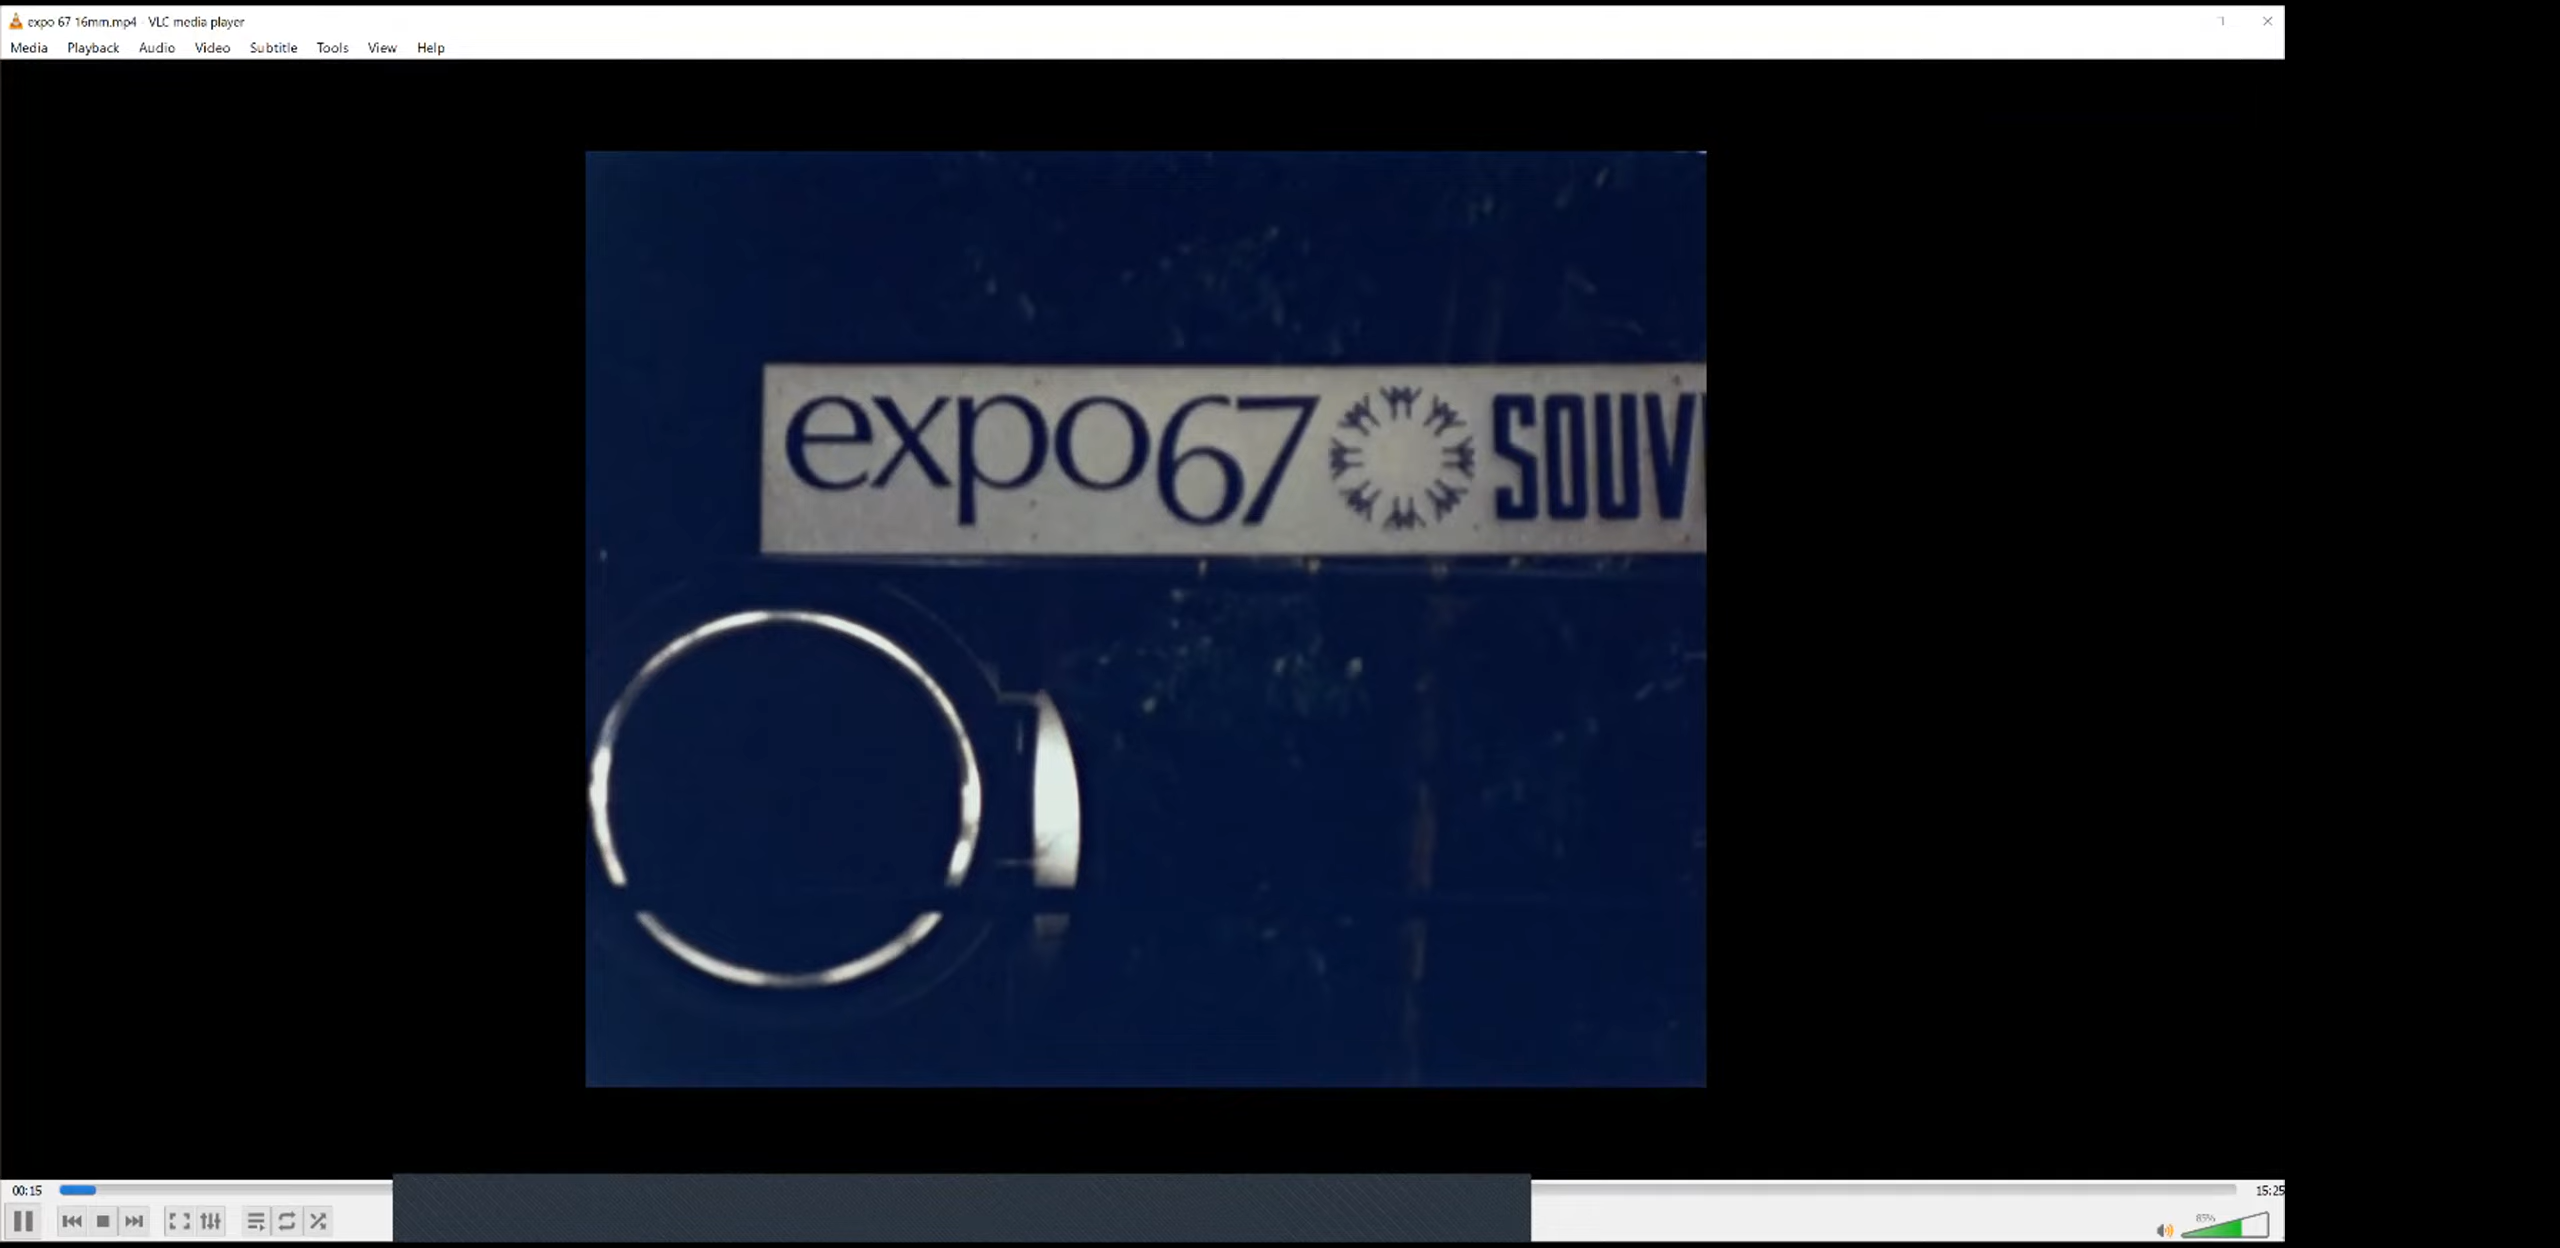 expo 67 16mm.mp4 - VLC media player
Media Playback Audio Video Subtitle Tools View Help
expo67 SOUV
00:15
15:25
85%